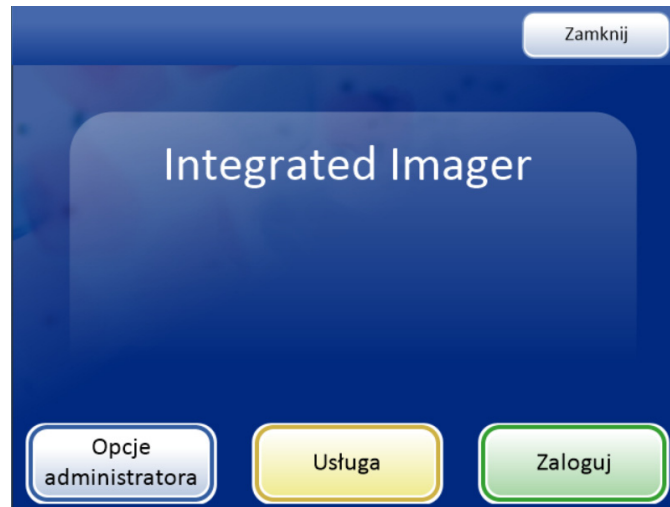 Zamknij
Integrated Imager
Opcje
administratora
Usługa
Zaloguj